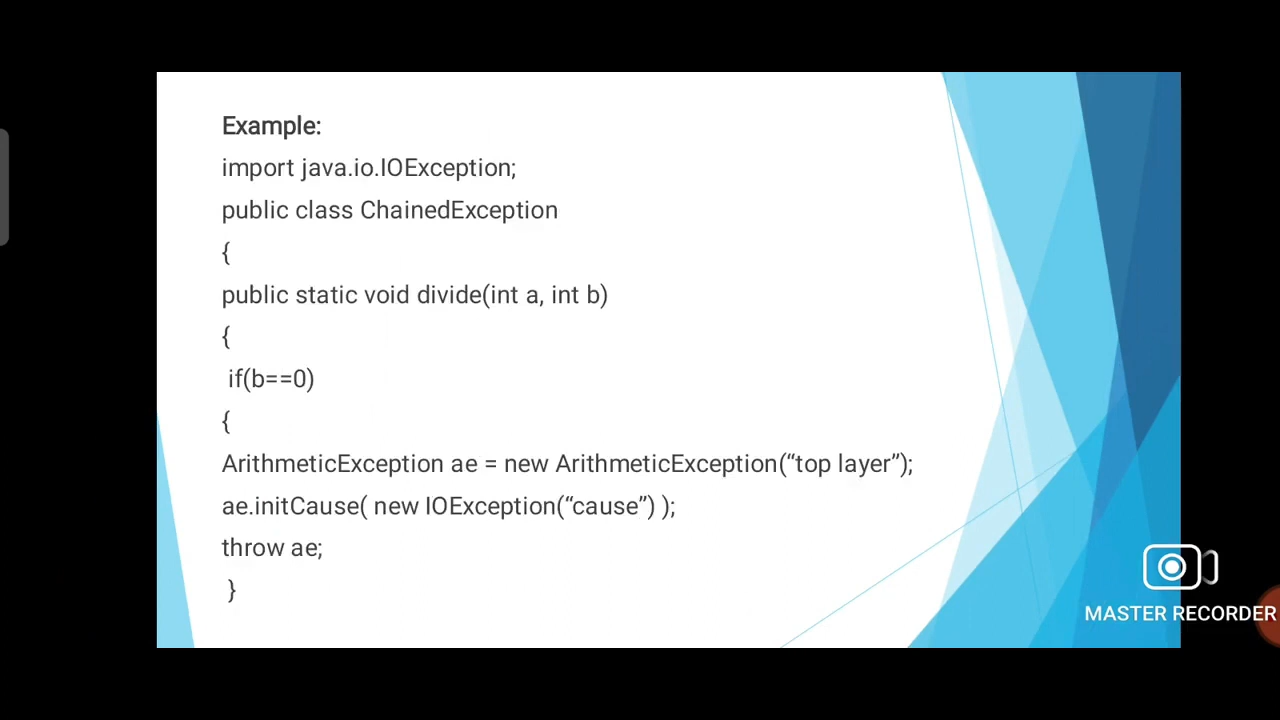 Example:
import java.io.IOException;
public class ChainedException
{
public static void divide(int a, int b)
{
if(b==0)
{
ArithmeticException ae = new ArithmeticException(“top layer”);
ae.initCause( new IOException(“cause”) );
throw ae;
}
MASTER RECORDER